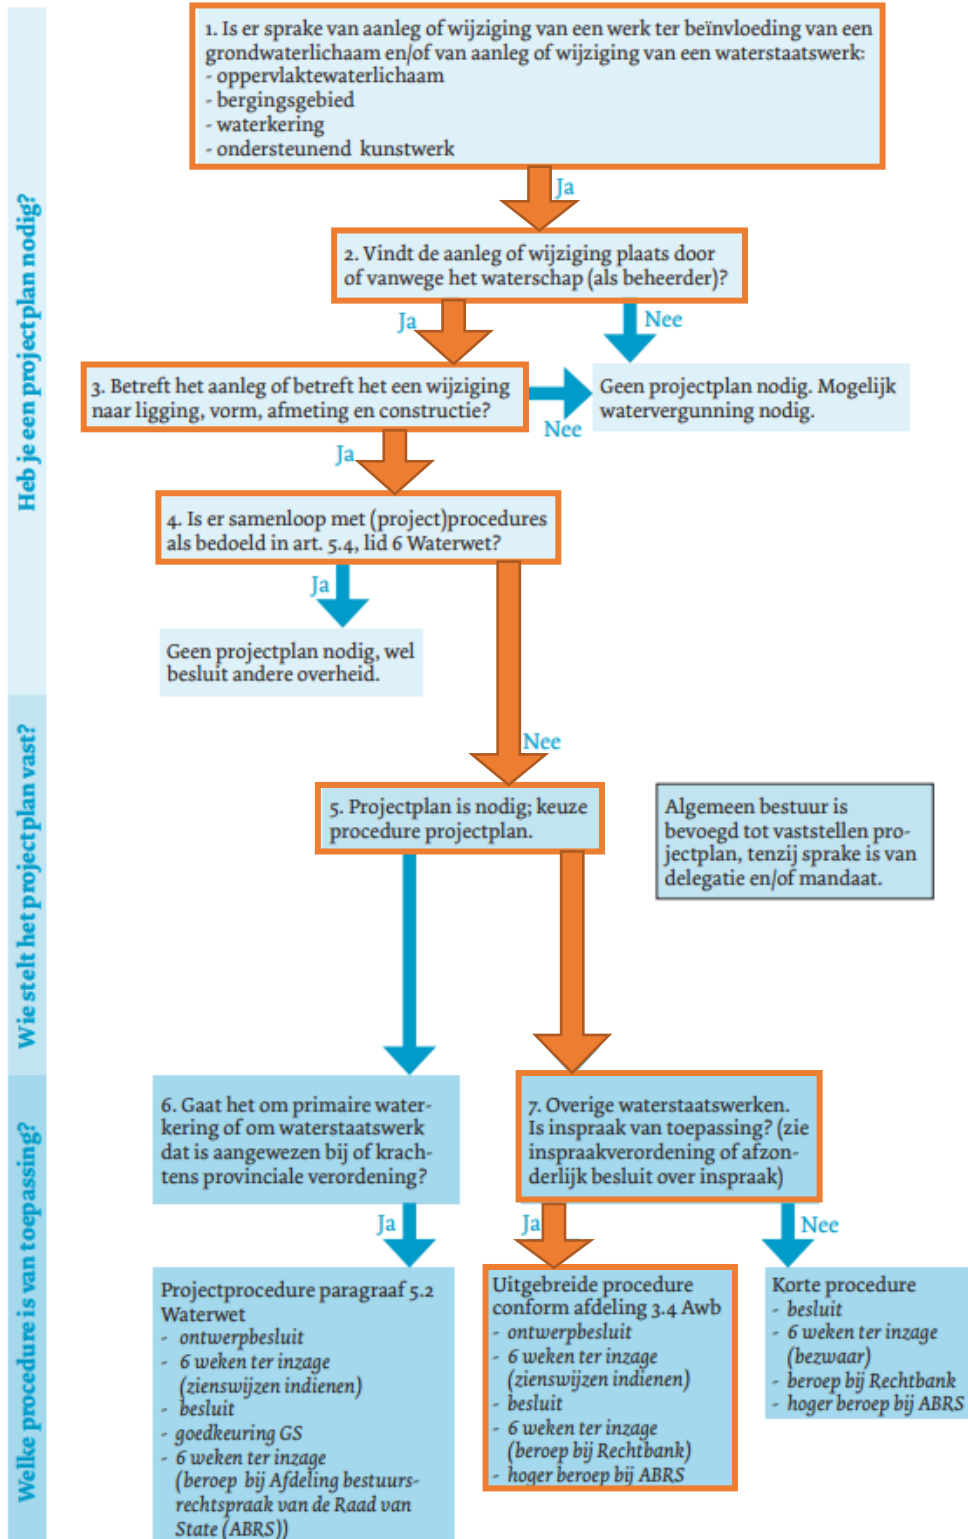 Heb je een projectplan nodig?
1. Is er sprake van aanleg of wijziging van een werk ter beïnvloeding van een
grondwaterlichaam en/of van aanleg of wijziging van een waterstaatswerk:
- oppervlaktewaterlichaam
- bergingsgebied
- waterkering
- ondersteunend kunstwerk
Ja
2. Vindt de aanleg of wijziging plaats door
of vanwege het waterschap (als beheerder)?
Ja
Nee
3. Betreft het aanleg of betreft het een wijziging
naar ligging, vorm, afmeting en constructie?
Nee
Geen projectplan nodig. Mogelijk
watervergunning nodig.
Ja
4. Is er samenloop met (project)procedures
als bedoeld in art. 5.4, lid 6 Waterwet?
Ja
Geen projectplan nodig, wel
besluit andere overheid.
Nee
Wie stelt het projectplan vast?
5. Projectplan is nodig; keuze
procedure projectplan.
Algemeen bestuur is
bevoegd tot vaststellen pro-
jectplan, tenzij sprake is van
delegatie en/of mandaat.
Welke procedure is van toepassing?
6. Gaat het om primaire water-
kering of om waterstaatswerk
dat is aangewezen bij of krach-
tens provinciale verordening?
7. Overige waterstaatswerken.
Is inspraak van toepassing? (zie
inspraakverordening of afzon-
derlijk besluit over inspraak)
Ja
Ja
Nee
Projectprocedure paragraaf 5.2
Waterwet
- ontwerpbesluit
- 6 weken ter inzage
(zienswijzen indienen)
- besluit
- goedkeuring GS
- 6 weken ter inzage
(beroep bij Afdeling bestuurs-
rechtspraak van de Raad van
State (ABRS))
Uitgebreide procedure
conform afdeling 3.4 Awb
- ontwerpbesluit
- 6 weken ter inzage
(zienswijzen indienen)
- besluit
- 6 weken ter inzage
(beroep bij Rechtbank)
- hoger beroep bij ABRS
Korte procedure
- besluit
- 6 weken ter inzage
(bezwaar)
- beroep bij Rechtbank
- hoger beroep bij ABRS